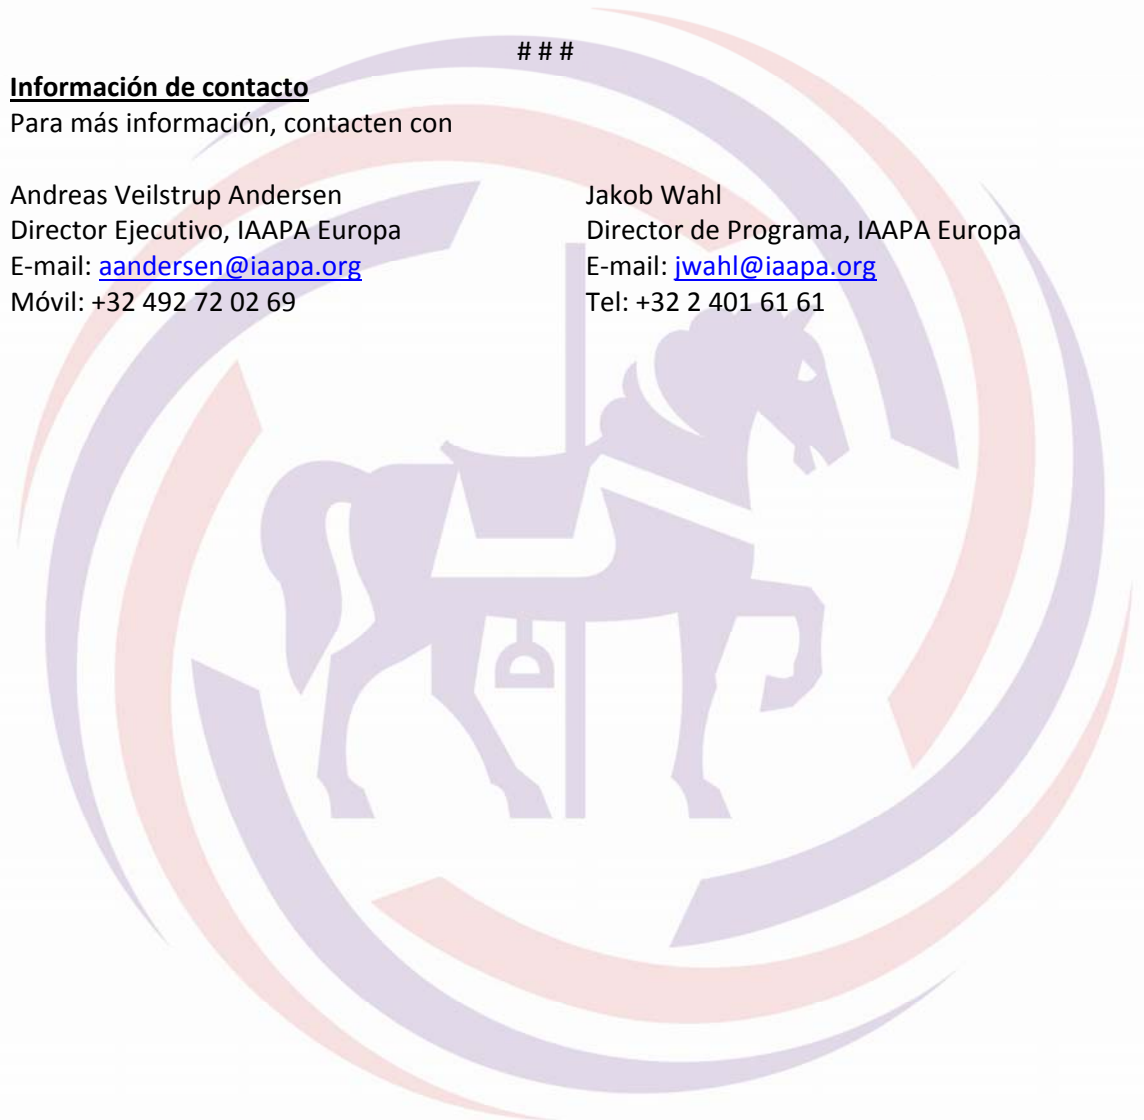 # # #
Información de contacto
Para más información, contacten con
Andreas Veilstrup Andersen
Director Ejecutivo, IAAPA Europa
E-mail: aandersen@iaapa.org
Móvil: +32 492 72 02 69
Jakob Wahl
Director de Programa, IAAPA Europa
E-mail: jwahl@iaapa.org
Tel: +32 2 401 61 61